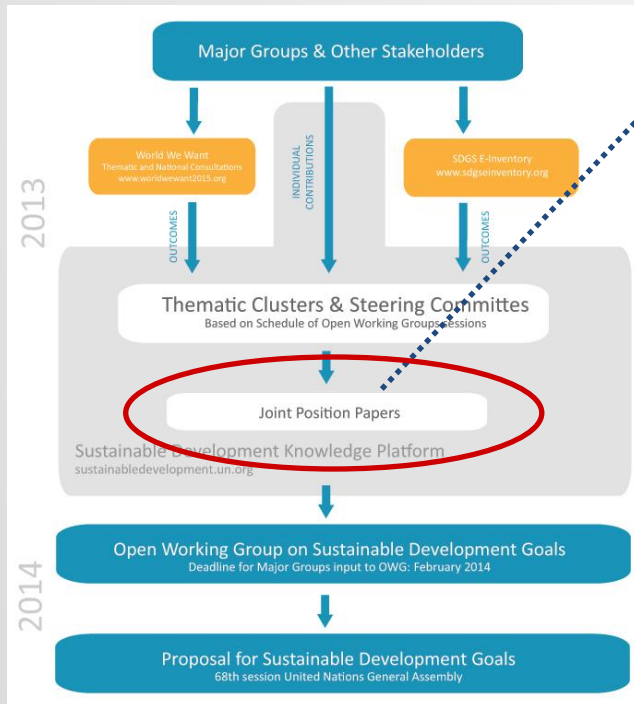 Major Groups & Other Stakeholders
World We Want
Thematic and National Consultations
www.worldwewant2015.org
INDIVIDUAL
CONTRIBUTIONS
SDGS E-Inventory
www.sdgseinventory.org
2013
OUTCOMES
OUTCOMES
Thematic Clusters & Steering Committes
Based on Schedule of Open Working Groups sessions
Joint Position Papers
Sustainable Development Knowledge Platform
sustainabledevelopment.un.org
2014
Open Working Group on Sustainable Development Goals
Deadline for Major Groups input to OWG: February 2014
Proposal for Sustainable Development Goals
68th session United Nations General Assembly